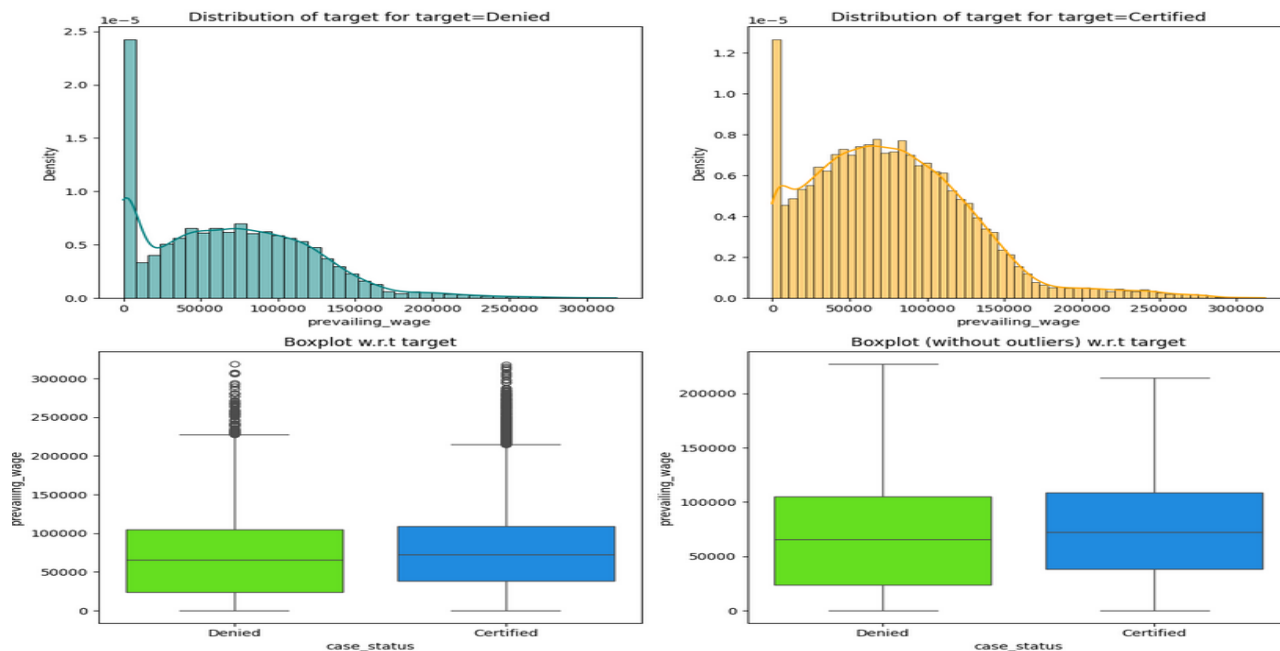 Distribution of target for target=Denied
1e−5
2.5
2.0
1.5
1.0
0.5
0.0
Density
0 50000 100000 150000 200000 250000 300000
prevailing_wage
Distribution of target for target=Certified
1e−5
1.2
1.0
0.8
0.6
0.4
0.2
0.0
Density
0 50000 100000 150000 200000 250000 300000
prevailing_wage
Boxplot w.r.t target
300000
250000
200000
150000
100000
50000
0
prevailing_wage
Denied Certified
case_status
Boxplot (without outliers) w.r.t target
200000
150000
100000
50000
0
prevailing_wage
Denied Certified
case_status